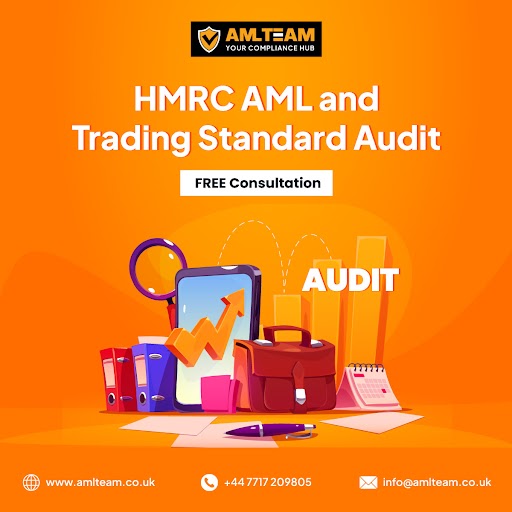 AMLTEAM
YOUR COMPLIANCE HUB
HMRC AML and
Trading Standard Audit
FREE Consultation
AUDIT
www.amlteam.co.uk
+44 7717 209805
info@amlteam.co.uk